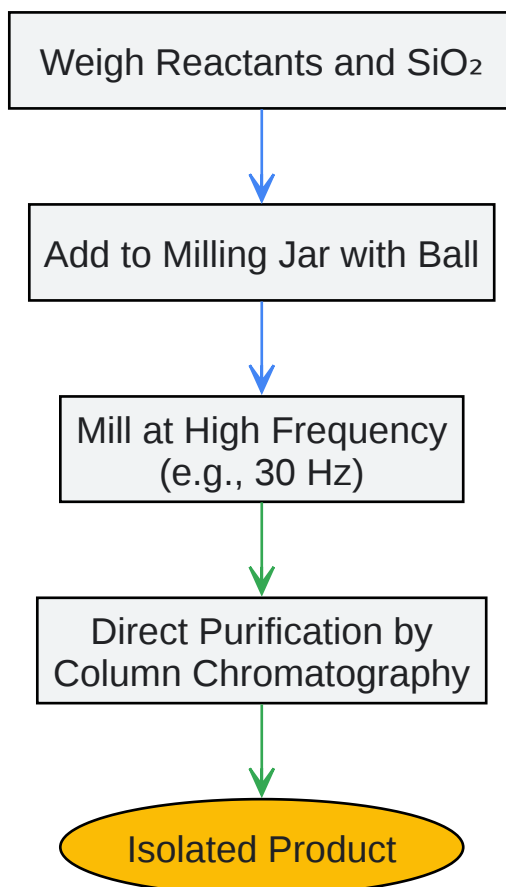 Weigh Reactants and SiO₂
Add to Milling Jar with Ball
Mill at High Frequency
(e.g., 30 Hz)
Direct Purification by
Column Chromatography
Isolated Product